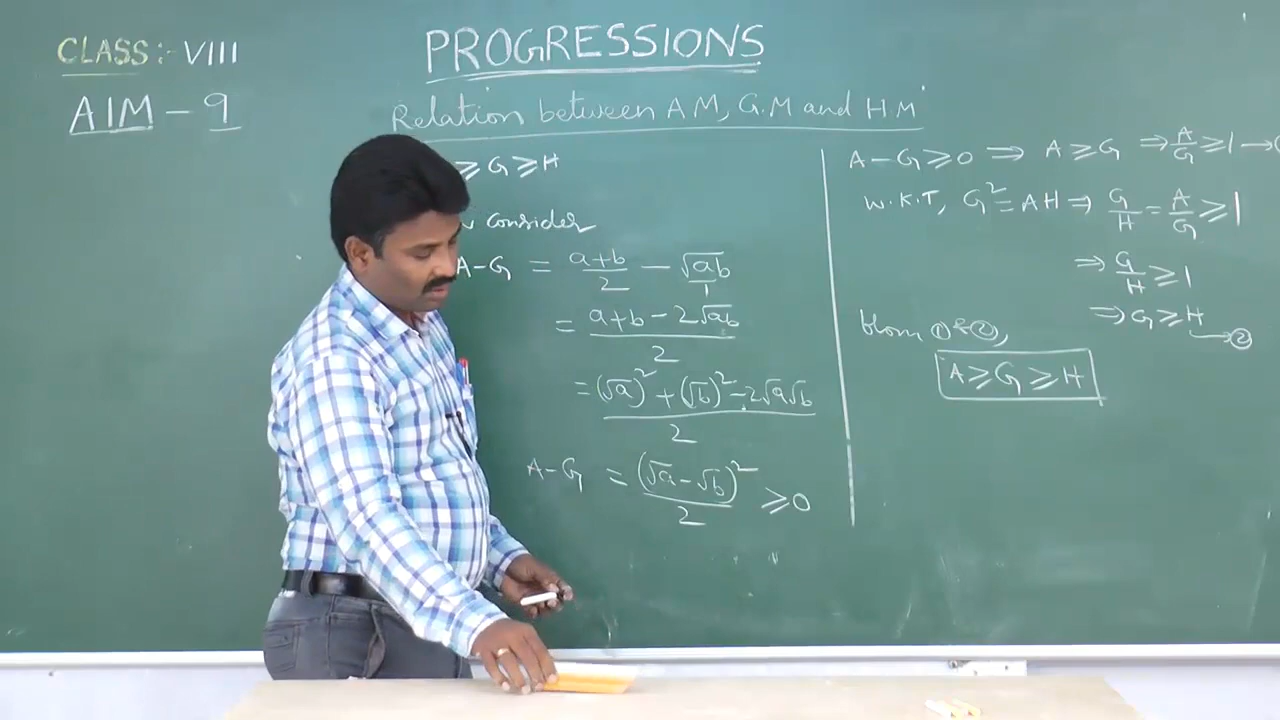 CLASS :- VIII
AIM - 9
PROGRESSIONS
Relation between A M, G.M and H.M
≥ G ≥ H
consider
A-G = a+b/2 - √ab/1
= a+b-2√ab/2
= (√a)² + (√b)² - 2√a√b/2
A-G = (√a-√b)²/2 ≥ 0
A-G ≥ 0 ⇒ A ≥ G ⇒ A/G ≥ 1 →
W.K.T, G² = AH ⇒ G/H = A/G ≥ 1
⇒ G/H ≥ 1
⇒ G ≥ H → ②
from ① & ②,
A ≥ G ≥ H